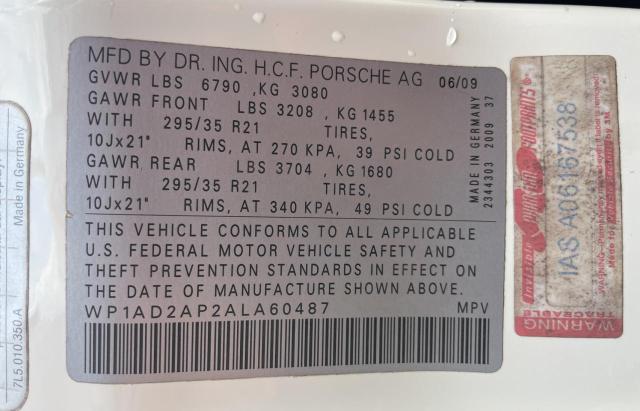 MFD BY DR. ING. H.C.F. PORSCHE AG 06/09
GVWR LBS 6790 , KG 3080
GAWR FRONT LBS 3208 , KG 1455
WITH 295/35 R21 TIRES,
10Jx21" RIMS, AT 270 KPA, 39 PSI COLD
GAWR REAR LBS 3704 , KG 1680
WITH 295/35 R21 TIRES,
10Jx21" RIMS, AT 340 KPA, 49 PSI COLD
THIS VEHICLE CONFORMS TO ALL APPLICABLE
U.S. FEDERAL MOTOR VEHICLE SAFETY AND
THEFT PREVENTION STANDARDS IN EFFECT ON
THE DATE OF MANUFACTURE SHOWN ABOVE.
WP1AD2AP2ALA60487 MPV
MADE IN GERMANY
2344303 2009 37
Made in Germany
7L5.010.350.A
Invisible PHANTOM FOOTPRINTS
IAS A06167538
WARNING
TRACEABLE